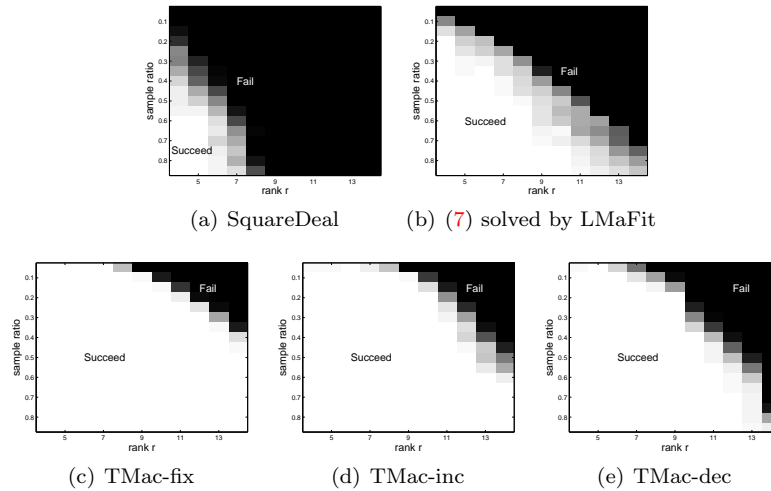 0.1
0.2
0.3
0.4
0.5
0.6
0.7
0.8
sample ratio
Fail
Succeed
5 7 9 11 13
rank r
(a) SquareDeal
0.1
0.2
0.3
0.4
0.5
0.6
0.7
0.8
sample ratio
Fail
Succeed
5 7 9 11 13
rank r
(b) (7) solved by LMaFit
0.1
0.2
0.3
0.4
0.5
0.6
0.7
0.8
sample ratio
Fail
Succeed
5 7 9 11 13
rank r
(c) TMac-fix
0.1
0.2
0.3
0.4
0.5
0.6
0.7
0.8
sample ratio
Fail
Succeed
5 7 9 11 13
rank r
(d) TMac-inc
0.1
0.2
0.3
0.4
0.5
0.6
0.7
0.8
sample ratio
Fail
Succeed
5 7 9 11 13
rank r
(e) TMac-dec